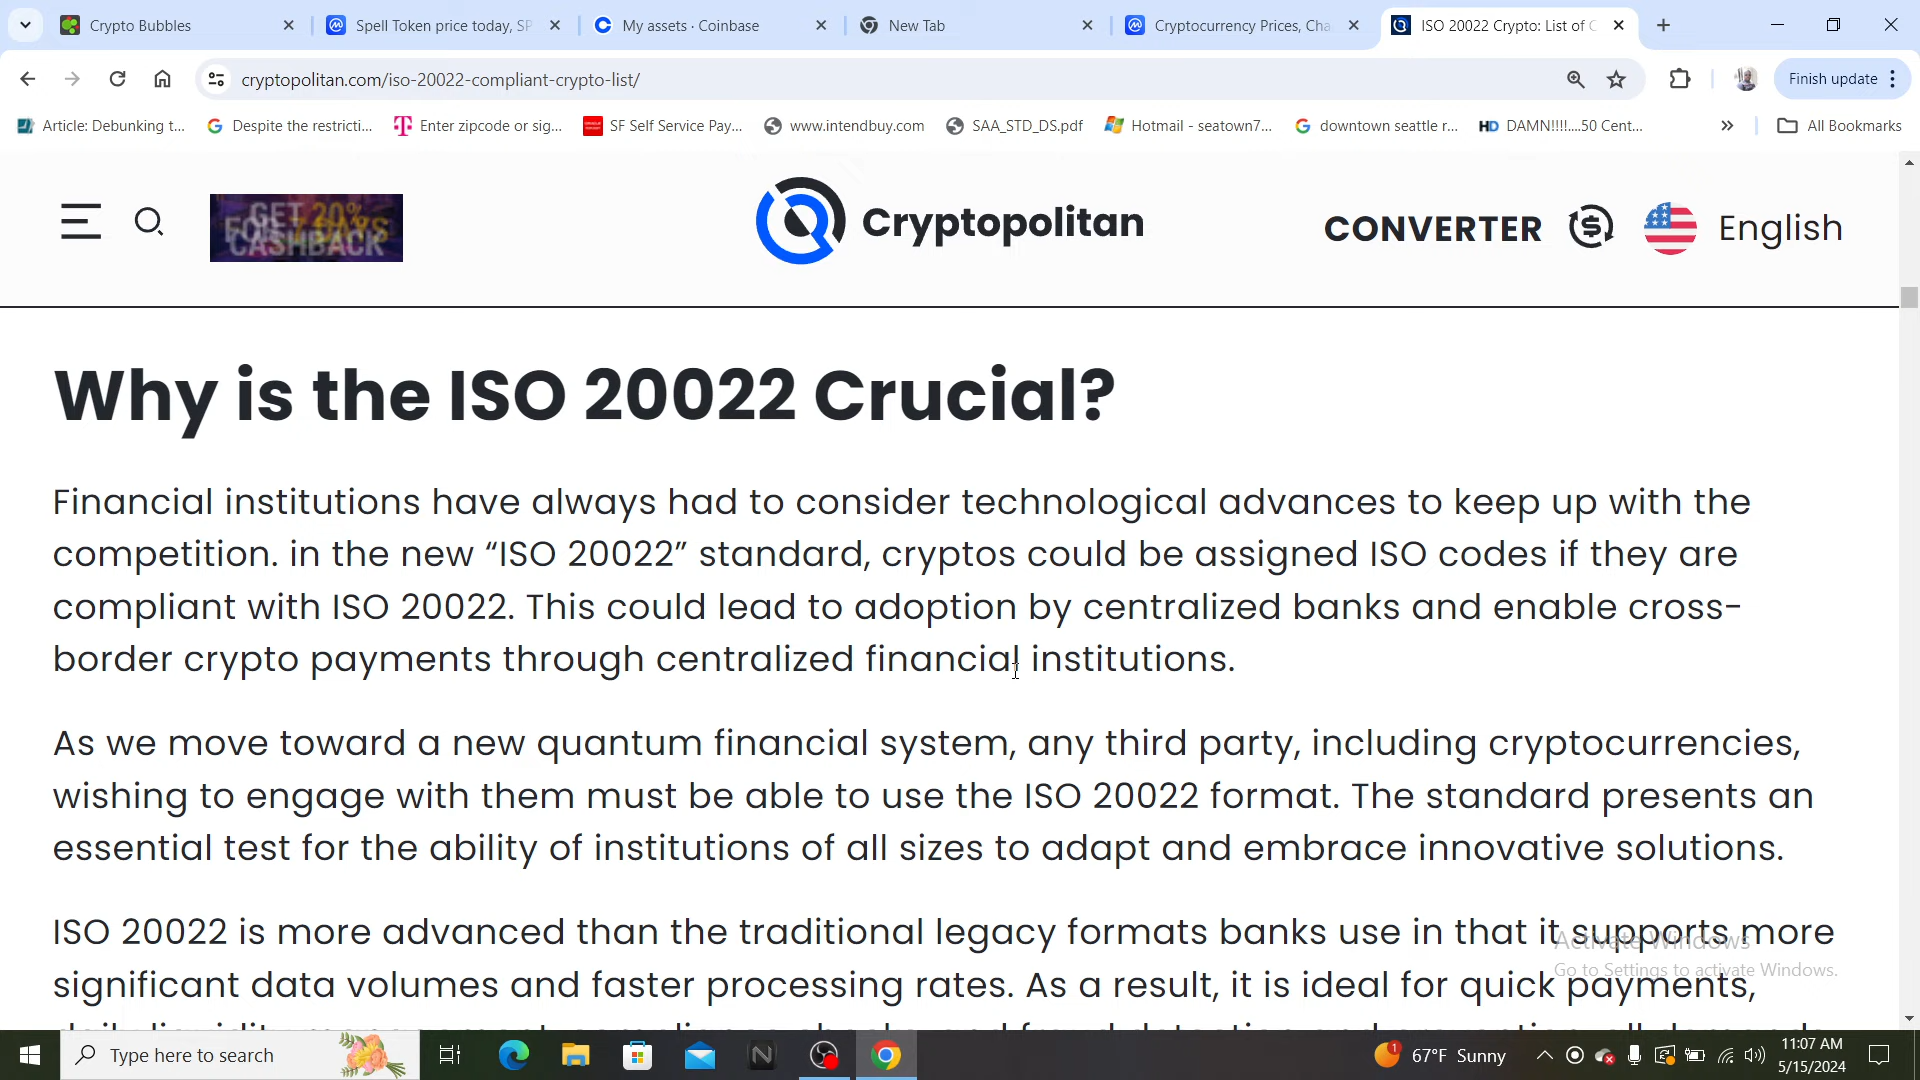 Crypto Bubbles
Spell Token price today, SP
My assets · Coinbase
New Tab
Cryptocurrency Prices, Cha
ISO 20022 Crypto: List of C
cryptopolitan.com/iso-20022-compliant-crypto-list/
Finish update
Article: Debunking t...
Despite the restricti...
Enter zipcode or sig...
SF Self Service Pay...
www.intendbuy.com
SAA_STD_DS.pdf
Hotmail - seatown7...
downtown seattle r...
HD DAMN!!!!....50 Cent...
All Bookmarks
GET 20%
CASHBACK
Cryptopolitan
CONVERTER
English
Why is the ISO 20022 Crucial?
Financial institutions have always had to consider technological advances to keep up with the
competition. in the new “ISO 20022” standard, cryptos could be assigned ISO codes if they are
compliant with ISO 20022. This could lead to adoption by centralized banks and enable cross-
border crypto payments through centralized financial institutions.
As we move toward a new quantum financial system, any third party, including cryptocurrencies,
wishing to engage with them must be able to use the ISO 20022 format. The standard presents an
essential test for the ability of institutions of all sizes to adapt and embrace innovative solutions.
ISO 20022 is more advanced than the traditional legacy formats banks use in that it supports more
significant data volumes and faster processing rates. As a result, it is ideal for quick payments,
Activate Windows
Go to Settings to activate Windows.
Type here to search
1
67°F Sunny
11:07 AM
5/15/2024